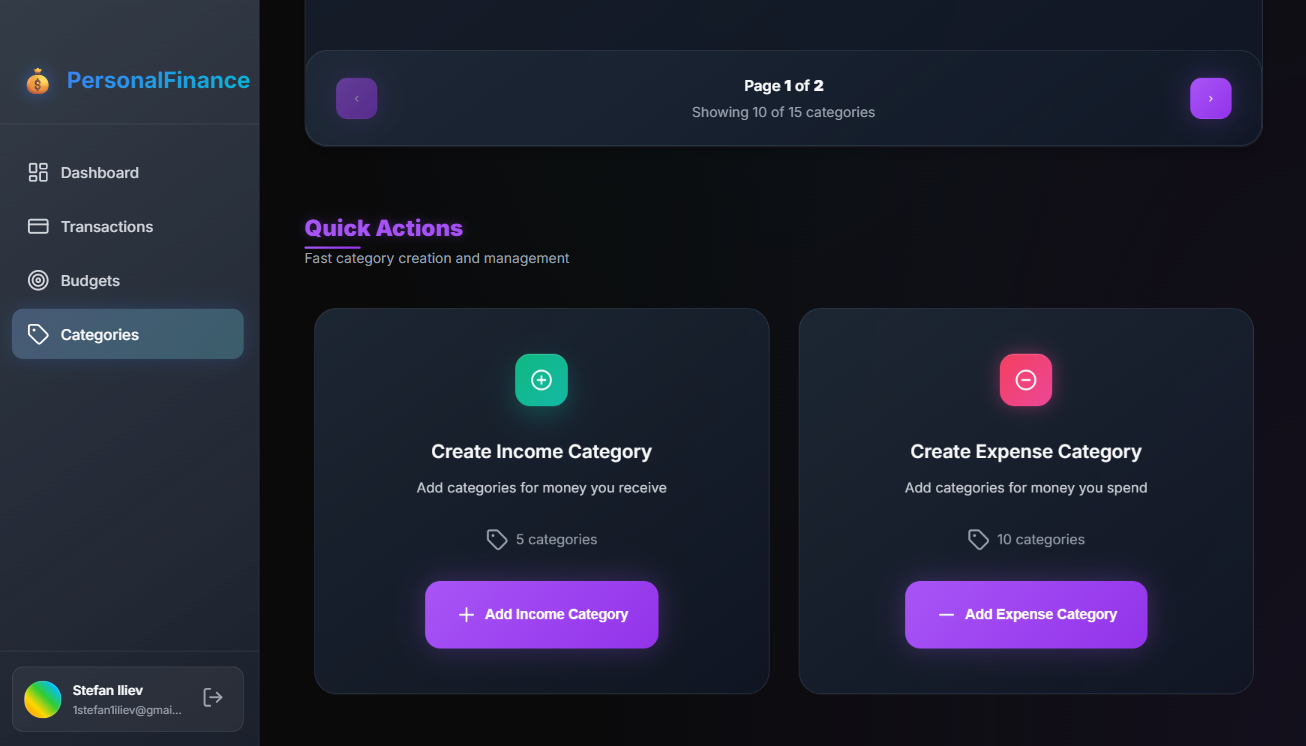 PersonalFinance
Dashboard
Transactions
Budgets
Categories
Stefan Iliev
1stefan1iliev@gmai...
Page 1 of 2
Showing 10 of 15 categories
Quick Actions
Fast category creation and management
Create Income Category
Add categories for money you receive
5 categories
Add Income Category
Create Expense Category
Add categories for money you spend
10 categories
Add Expense Category